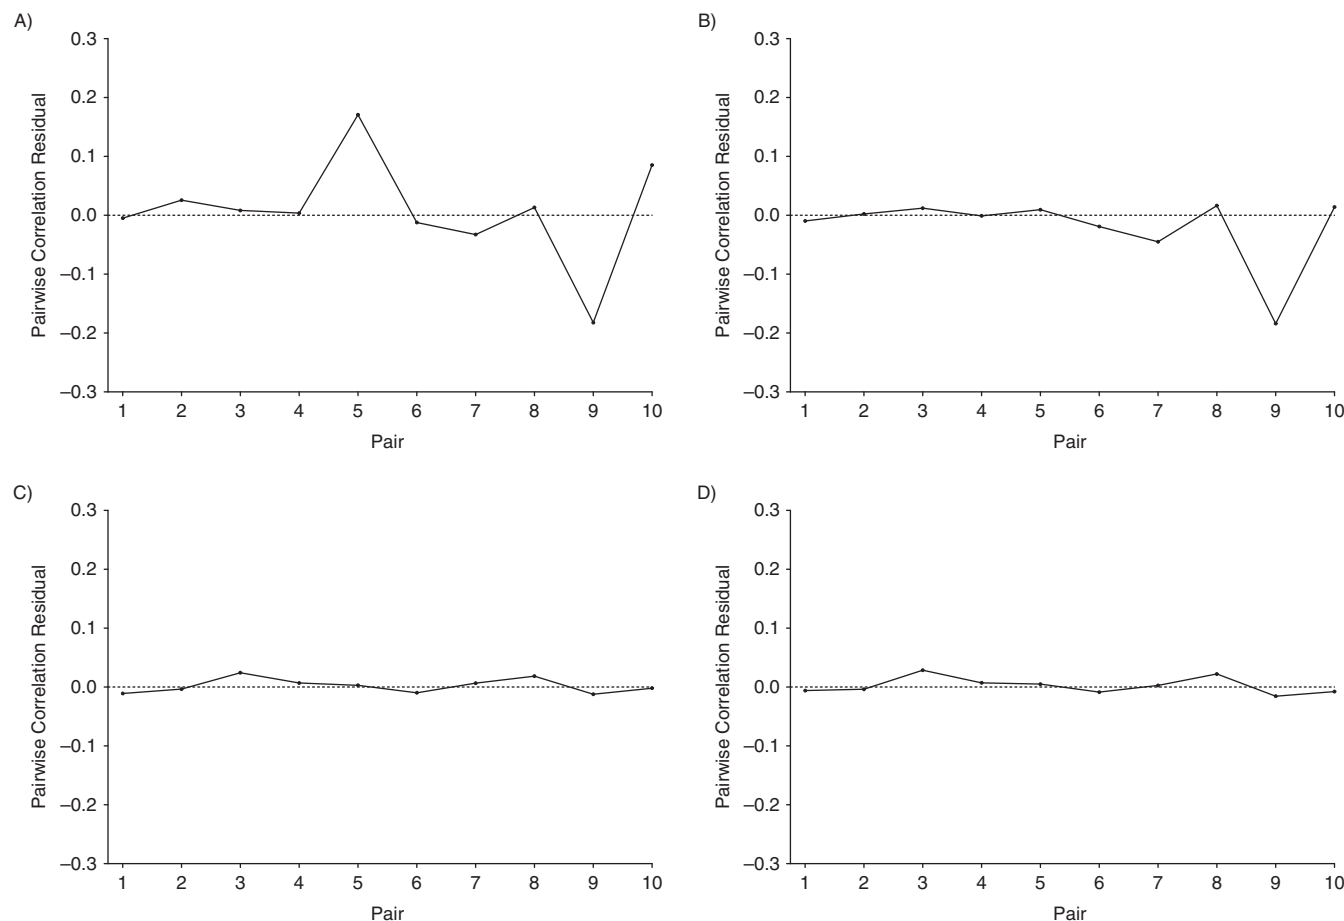 A)
Pairwise Correlation Residual
0.3
0.2
0.1
0.0
–0.1
–0.2
–0.3
1 2 3 4 5 6 7 8 9 10
Pair
B)
Pairwise Correlation Residual
0.3
0.2
0.1
0.0
–0.1
–0.2
–0.3
1 2 3 4 5 6 7 8 9 10
Pair
C)
Pairwise Correlation Residual
0.3
0.2
0.1
0.0
–0.1
–0.2
–0.3
1 2 3 4 5 6 7 8 9 10
Pair
D)
Pairwise Correlation Residual
0.3
0.2
0.1
0.0
–0.1
–0.2
–0.3
1 2 3 4 5 6 7 8 9 10
Pair